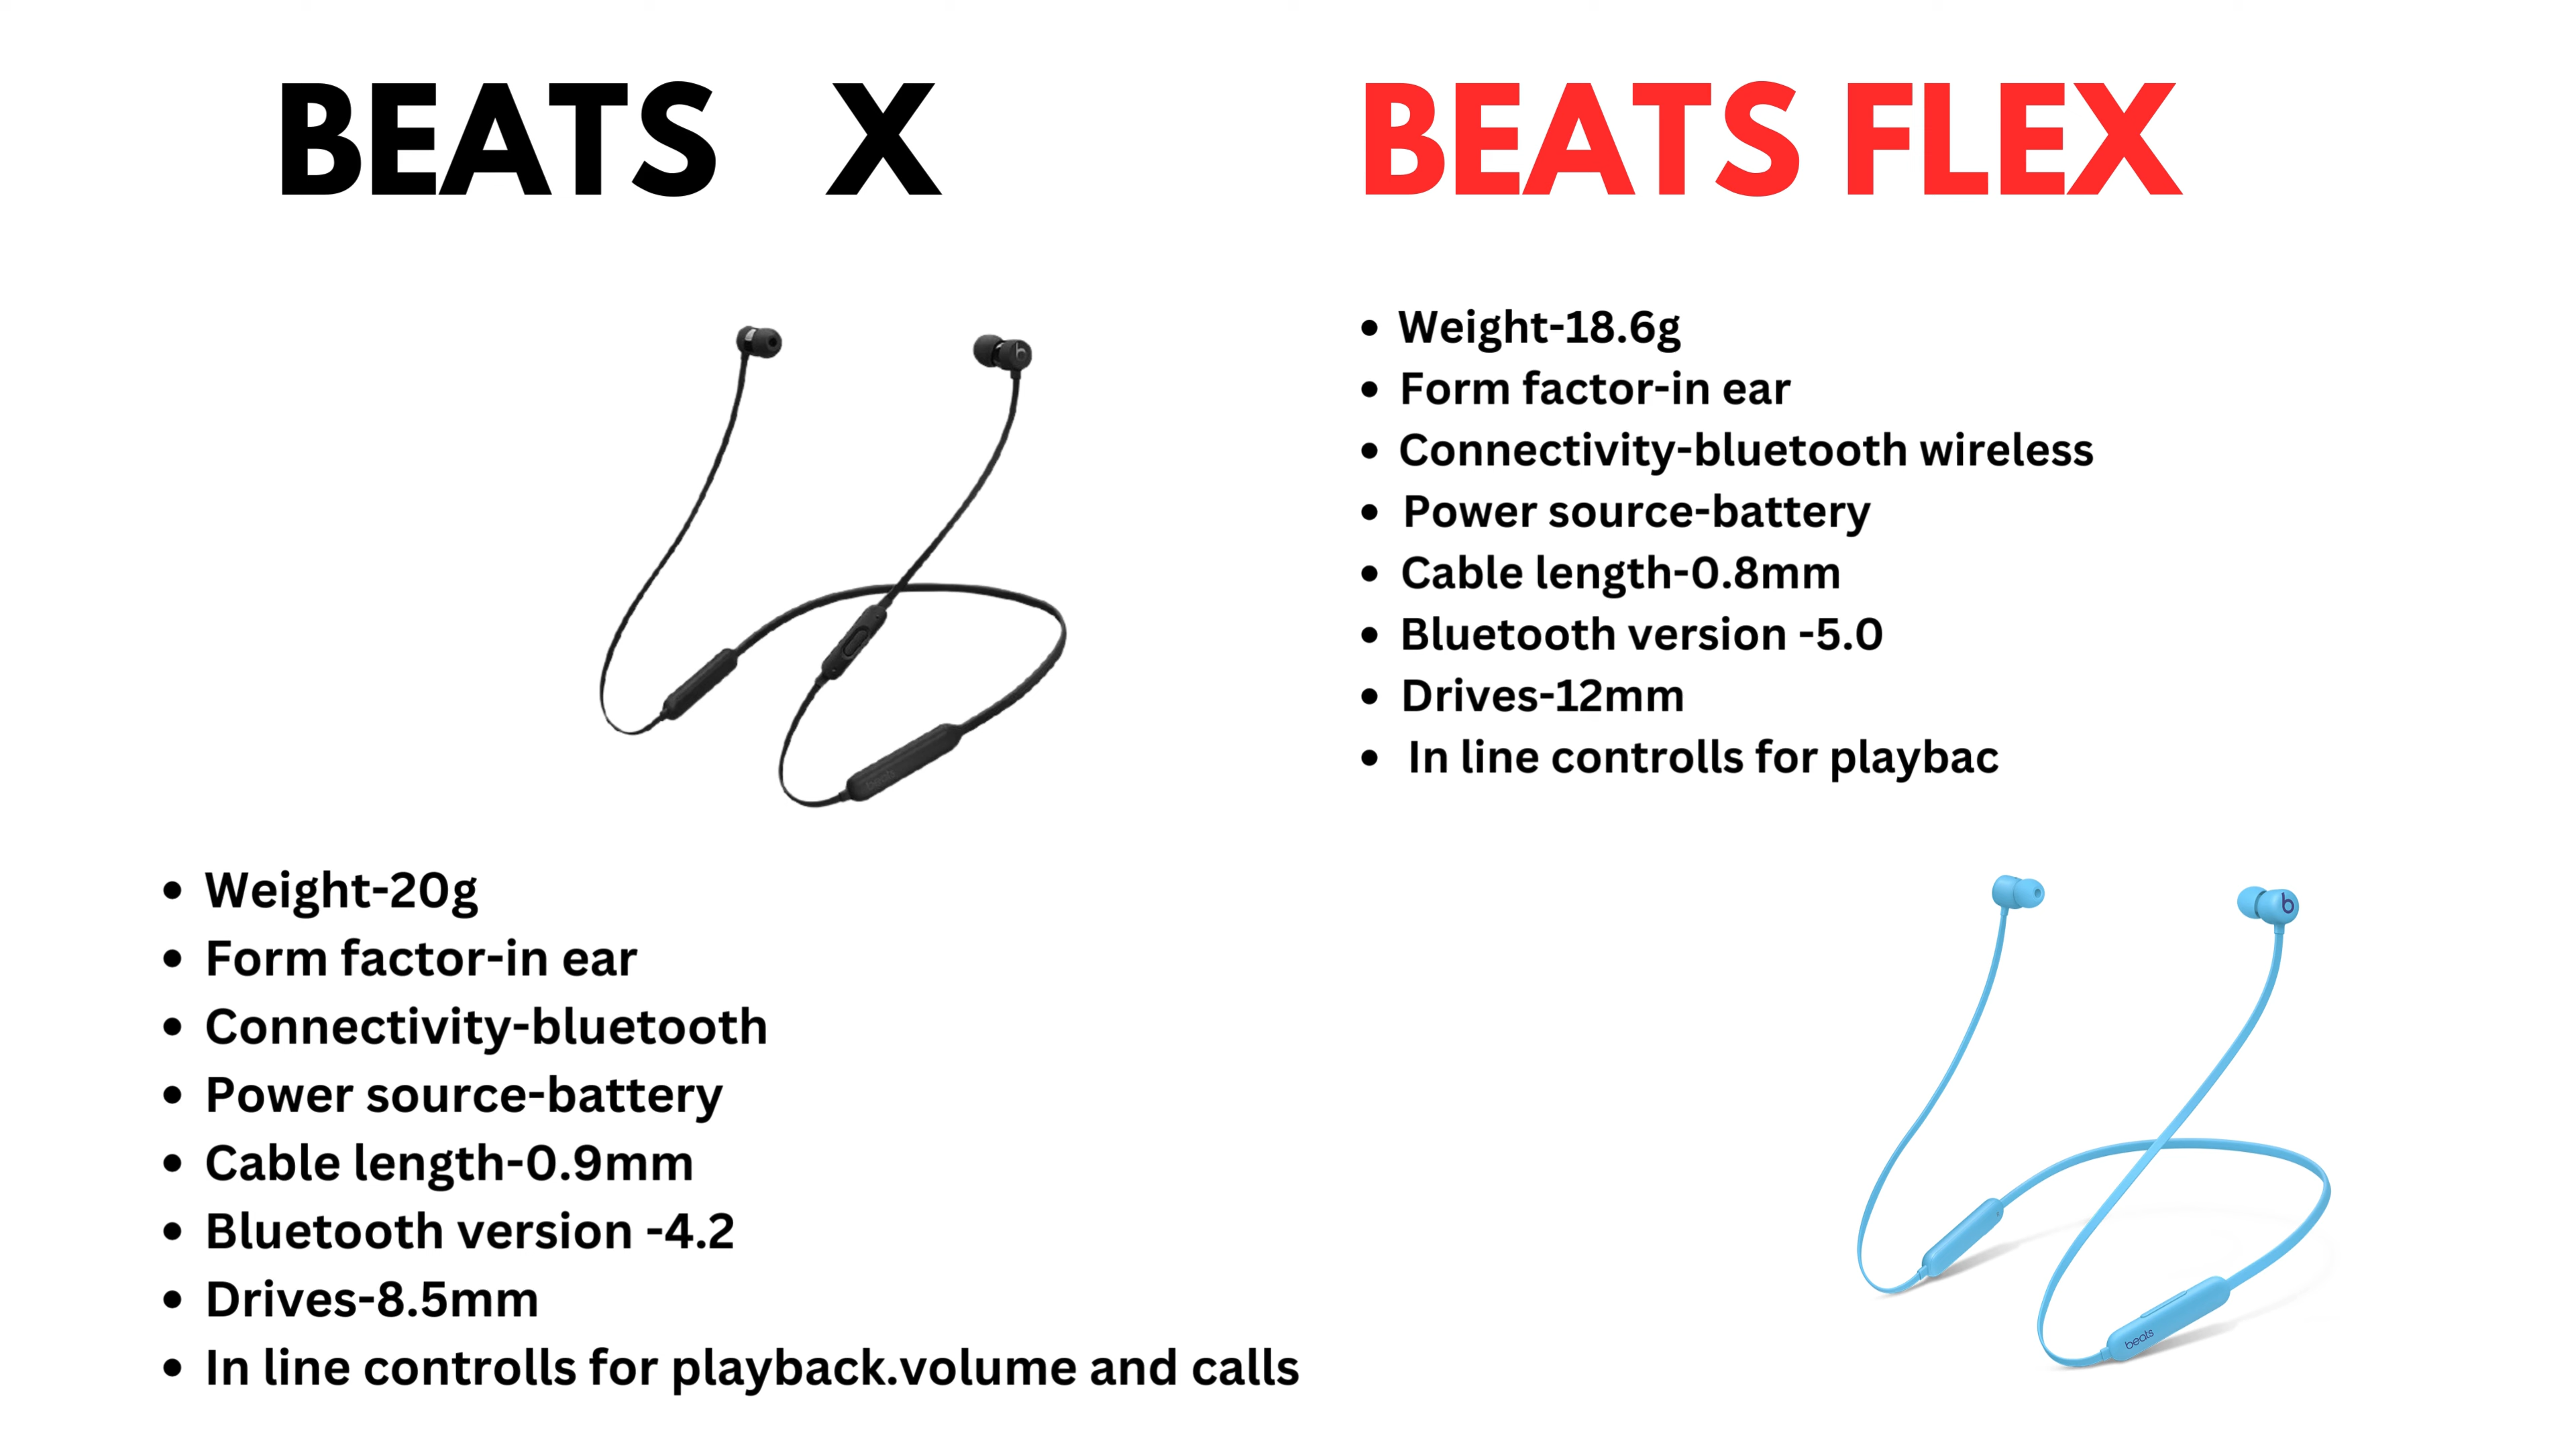 BEATS X
Weight-20g
Form factor-in ear
Connectivity-bluetooth
Power source-battery
Cable length-0.9mm
Bluetooth version -4.2
Drives-8.5mm
In line controlls for playback.volume and calls
BEATS FLEX
Weight-18.6g
Form factor-in ear
Connectivity-bluetooth wireless
Power source-battery
Cable length-0.8mm
Bluetooth version -5.0
Drives-12mm
In line controlls for playbac
b
beats